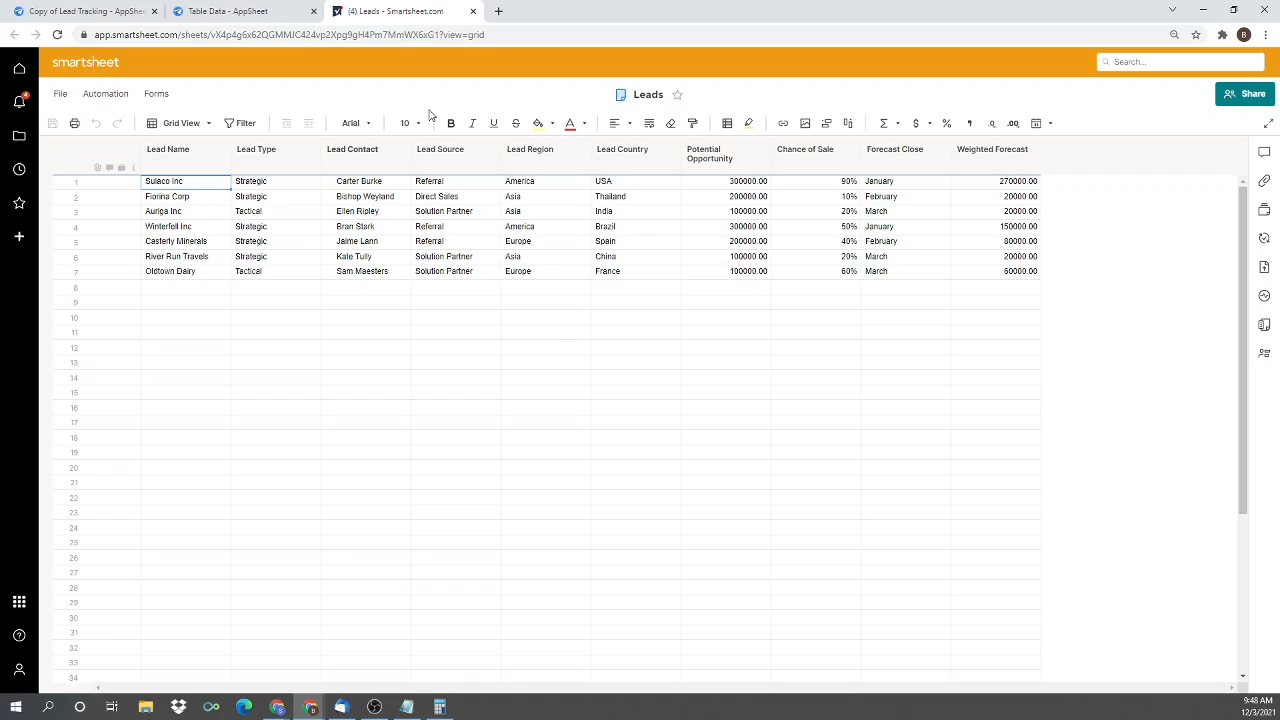 Copy of Lead Tracking - AppShee
Table Data - AppSheet
(4) Leads - Smartsheet.com
app.smartsheet.com/sheets/vX4p4g6x62QGMMJC424vp2Xpg9gH4Pm7MmWX6xG1?view=grid
B
smartsheet
Search...
4
File Automation Forms
Leads
Share
Grid View Filter Arial 10 B I U S A Σ $ % , .0 .00
Lead Name Lead Type Lead Contact Lead Source Lead Region Lead Country Potential Opportunity Chance of Sale Forecast Close Weighted Forecast
1 Sulaco Inc Strategic Carter Burke Referral America USA 300000.00 90% January 270000.00
2 Fiorina Corp Strategic Bishop Weyland Direct Sales Asia Thailand 200000.00 10% February 20000.00
3 Auriga Inc Tactical Ellen Ripley Solution Partner Asia India 100000.00 20% March 20000.00
4 Winterfell Inc Strategic Bran Stark Referral America Brazil 300000.00 50% January 150000.00
5 Casterly Minerals Strategic Jaime Lann Referral Europe Spain 200000.00 40% February 80000.00
6 River Run Travels Strategic Kate Tully Solution Partner Asia China 100000.00 20% March 20000.00
7 Oldtown Dairy Tactical Sam Maesters Solution Partner Europe France 100000.00 60% March 60000.00
8
9
10
11
12
13
14
15
16
17
18
19
20
21
22
23
24
25
26
27
28
29
30
31
32
33
34
9:48 AM
12/3/2021